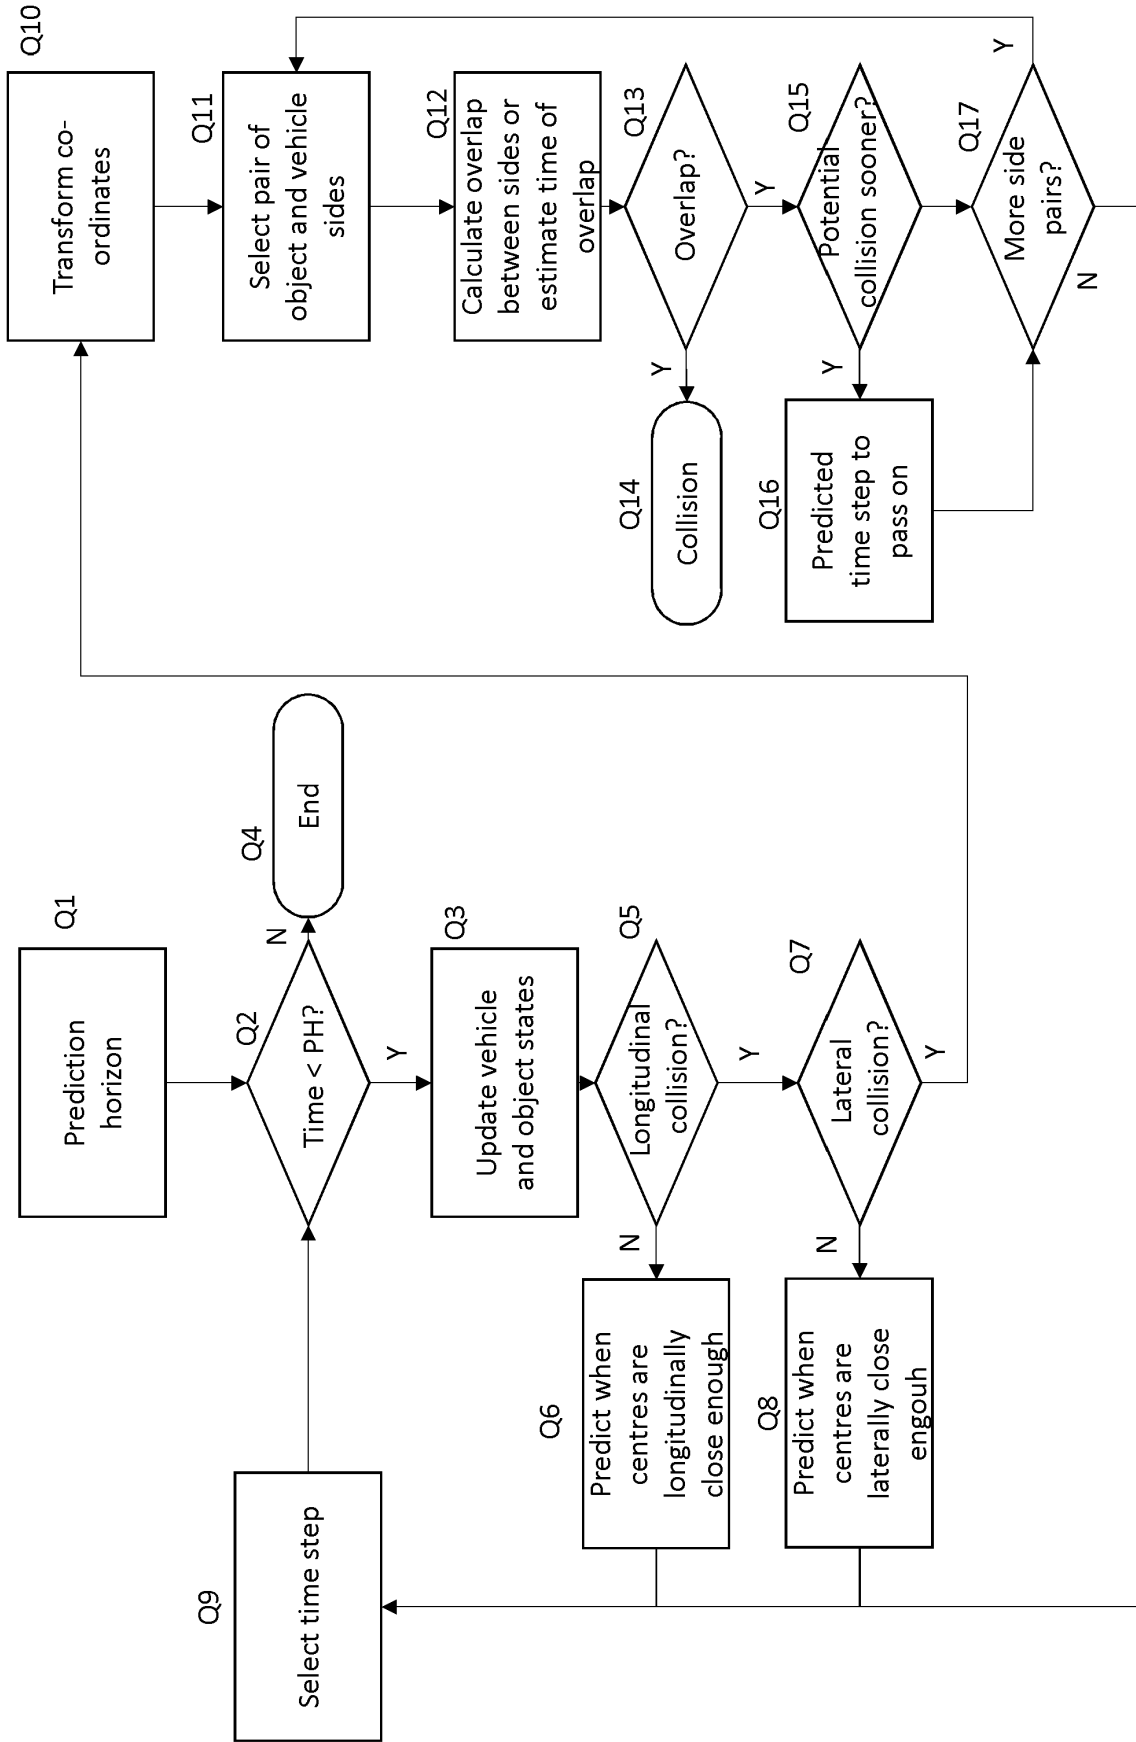 Q1
Prediction
horizon
Q2
Time < PH?
N
Q4
End
Y
Q3
Update vehicle
and object states
Q5
Longitudinal
collision?
N
Q6
Predict when
centres are
longitudinally
close enough
Y
Q7
Lateral
collision?
N
Q8
Predict when
centres are
laterally close
engouh
Y
Q9
Select time step
Q10
Transform co-
ordinates
Q11
Select pair of
object and vehicle
sides
Q12
Calculate overlap
between sides or
estimate time of
overlap
Q13
Overlap?
Y
Q14
Collision
Y
Q15
Potential
collision sooner?
Y
Q16
Predicted
time step to
pass on
Q17
More side
pairs?
Y
N